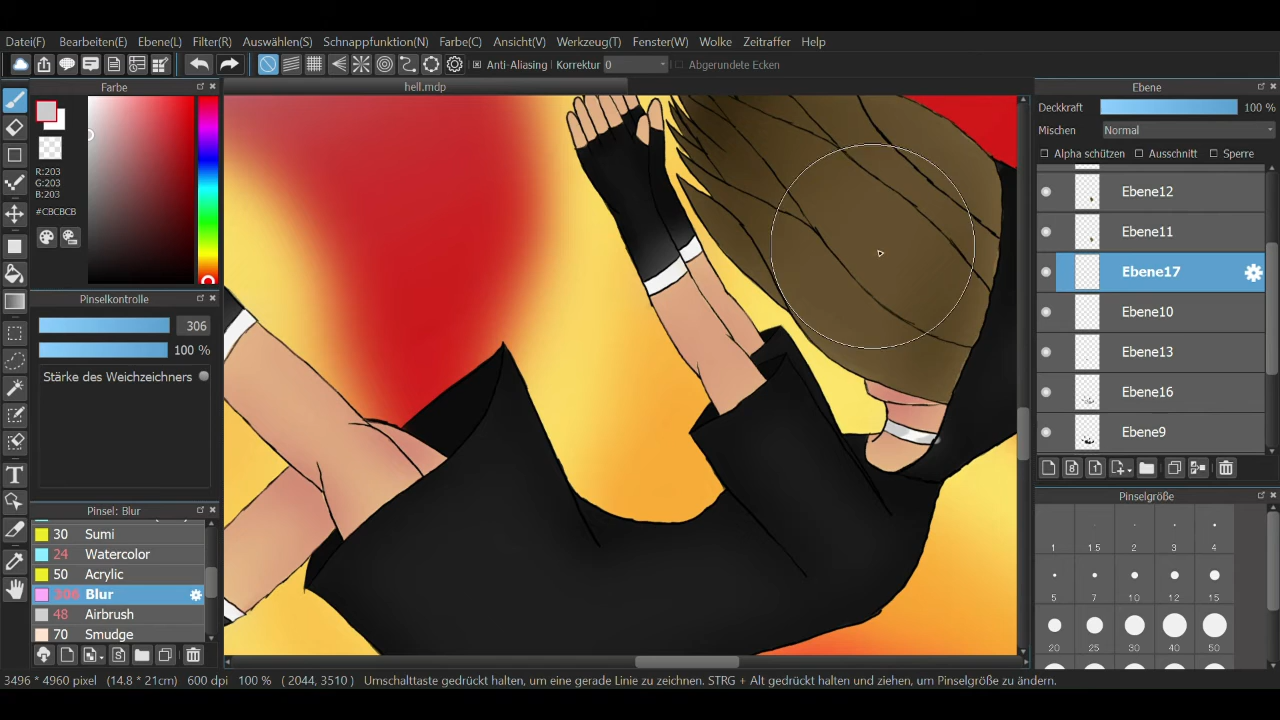 Datei(F) Bearbeiten(E) Ebene(L) Filter(R) Auswählen(S) Schnappfunktion(N) Farbe(C) Ansicht(V) Werkzeug(T) Fenster(W) Wolke Zeitraffer Help
Anti-Aliasing Korrektur 0 Abgerundete Ecken
Farbe
hell.mdp
Ebene
R:203
G:203
B:203
#CBCBCB
Pinselkontrolle
306
100 %
Stärke des Weichzeichners
Pinsel: Blur
30 Sumi
24 Watercolor
50 Acrylic
306 Blur
48 Airbrush
70 Smudge
Deckkraft 100 %
Mischen Normal
Alpha schützen Ausschnitt Sperre
Ebene12
Ebene11
Ebene17
Ebene10
Ebene13
Ebene16
Ebene9
Pinselgröße
1 1.5 2 3 4
5 7 10 12 15
20 25 30 40 50
3496 * 4960 pixel (14.8 * 21cm) 600 dpi 100 % ( 2044, 3510 ) Umschalttaste gedrückt halten, um eine gerade Linie zu zeichnen. STRG + Alt gedrückt halten und ziehen, um Pinselgröße zu ändern.